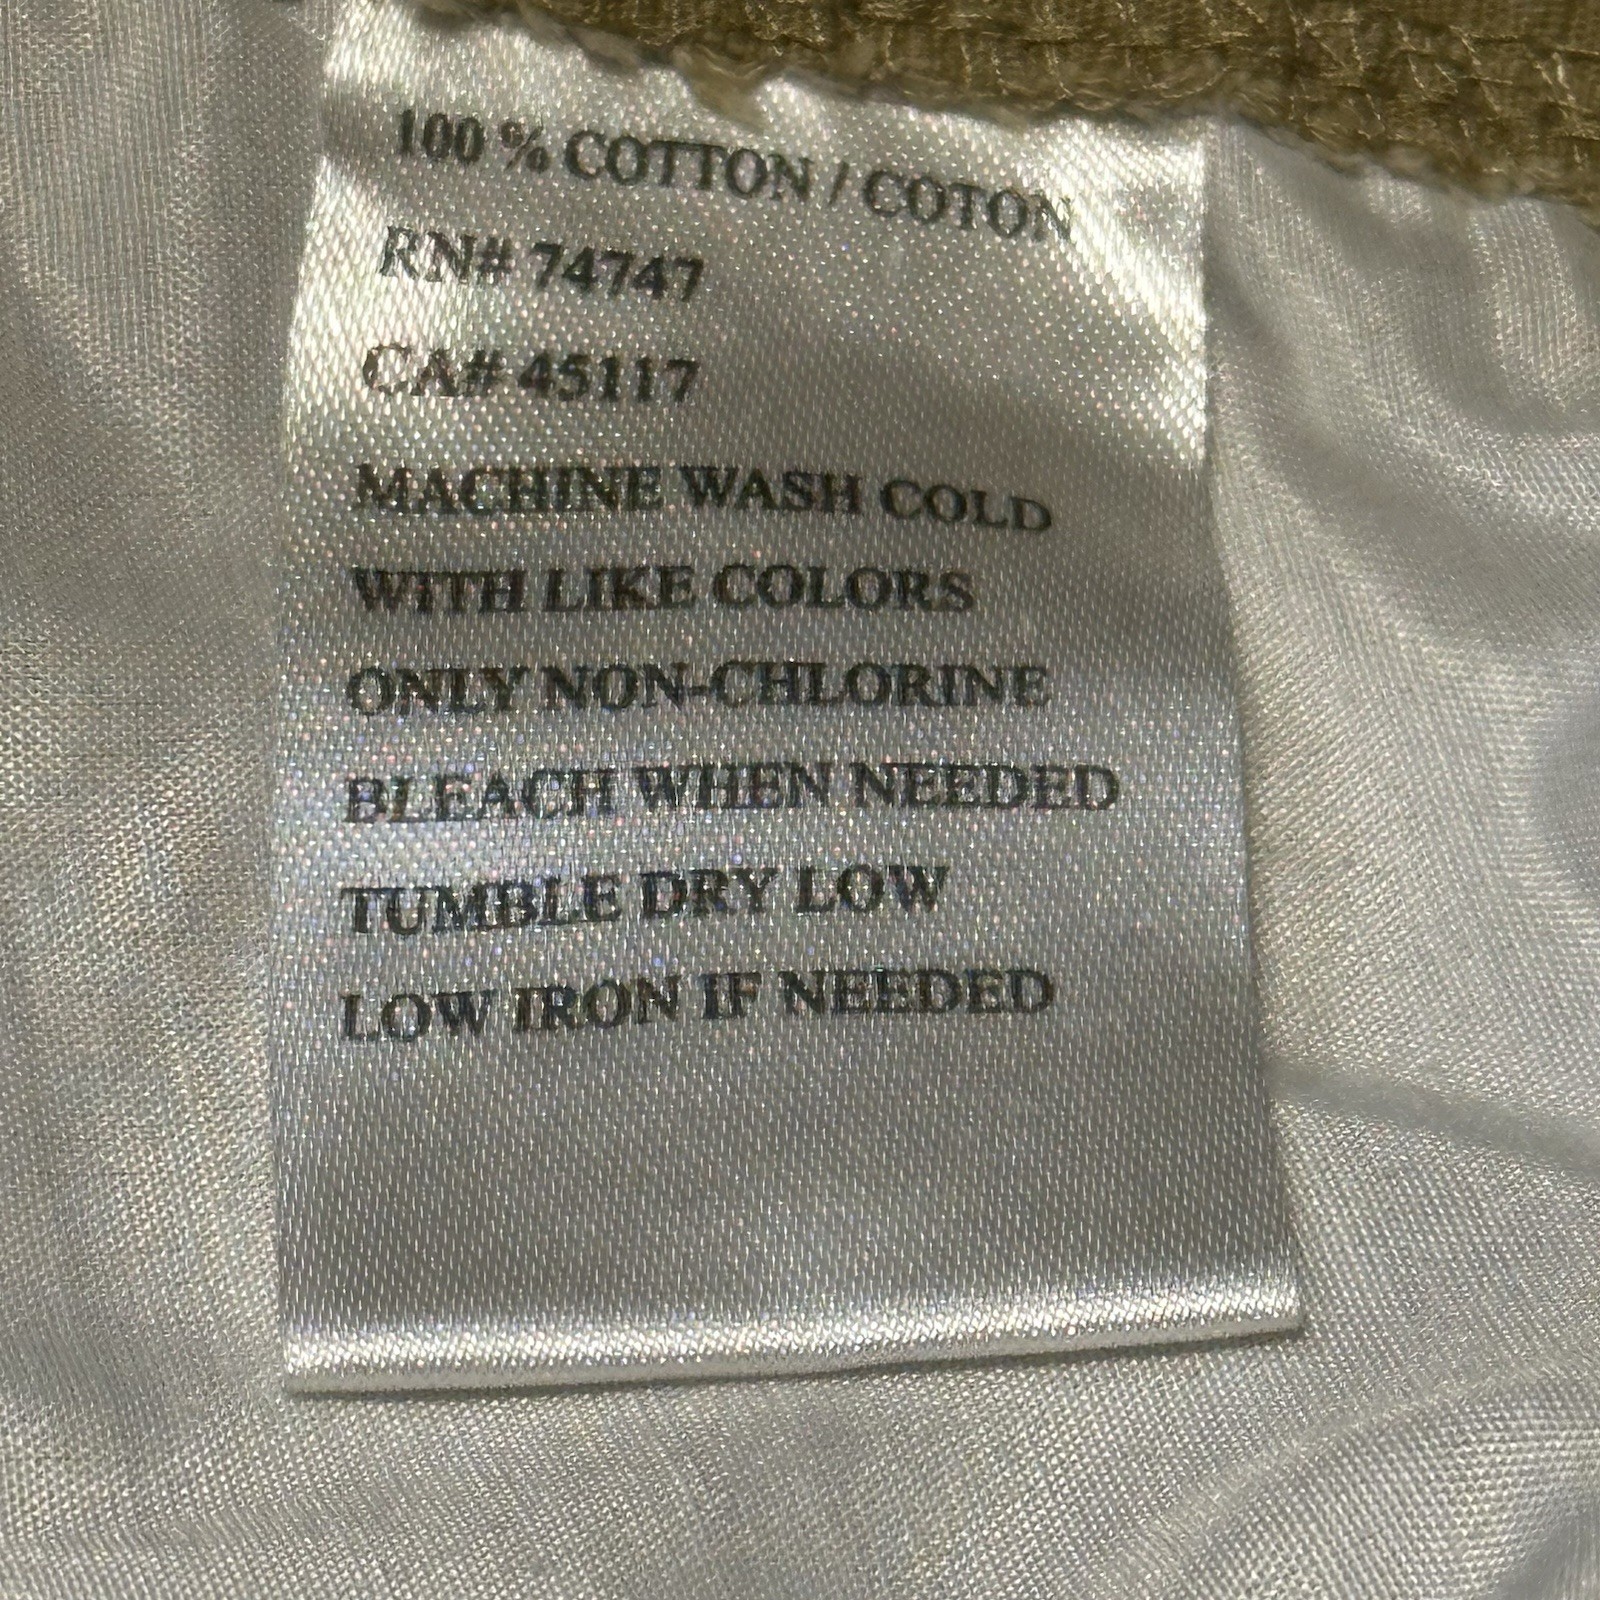 100 % COTTON / COTON
RN# 74747
CA# 45117
MACHINE WASH COLD
WITH LIKE COLORS
ONLY NON-CHLORINE
BLEACH WHEN NEEDED
TUMBLE DRY LOW
LOW IRON IF NEEDED